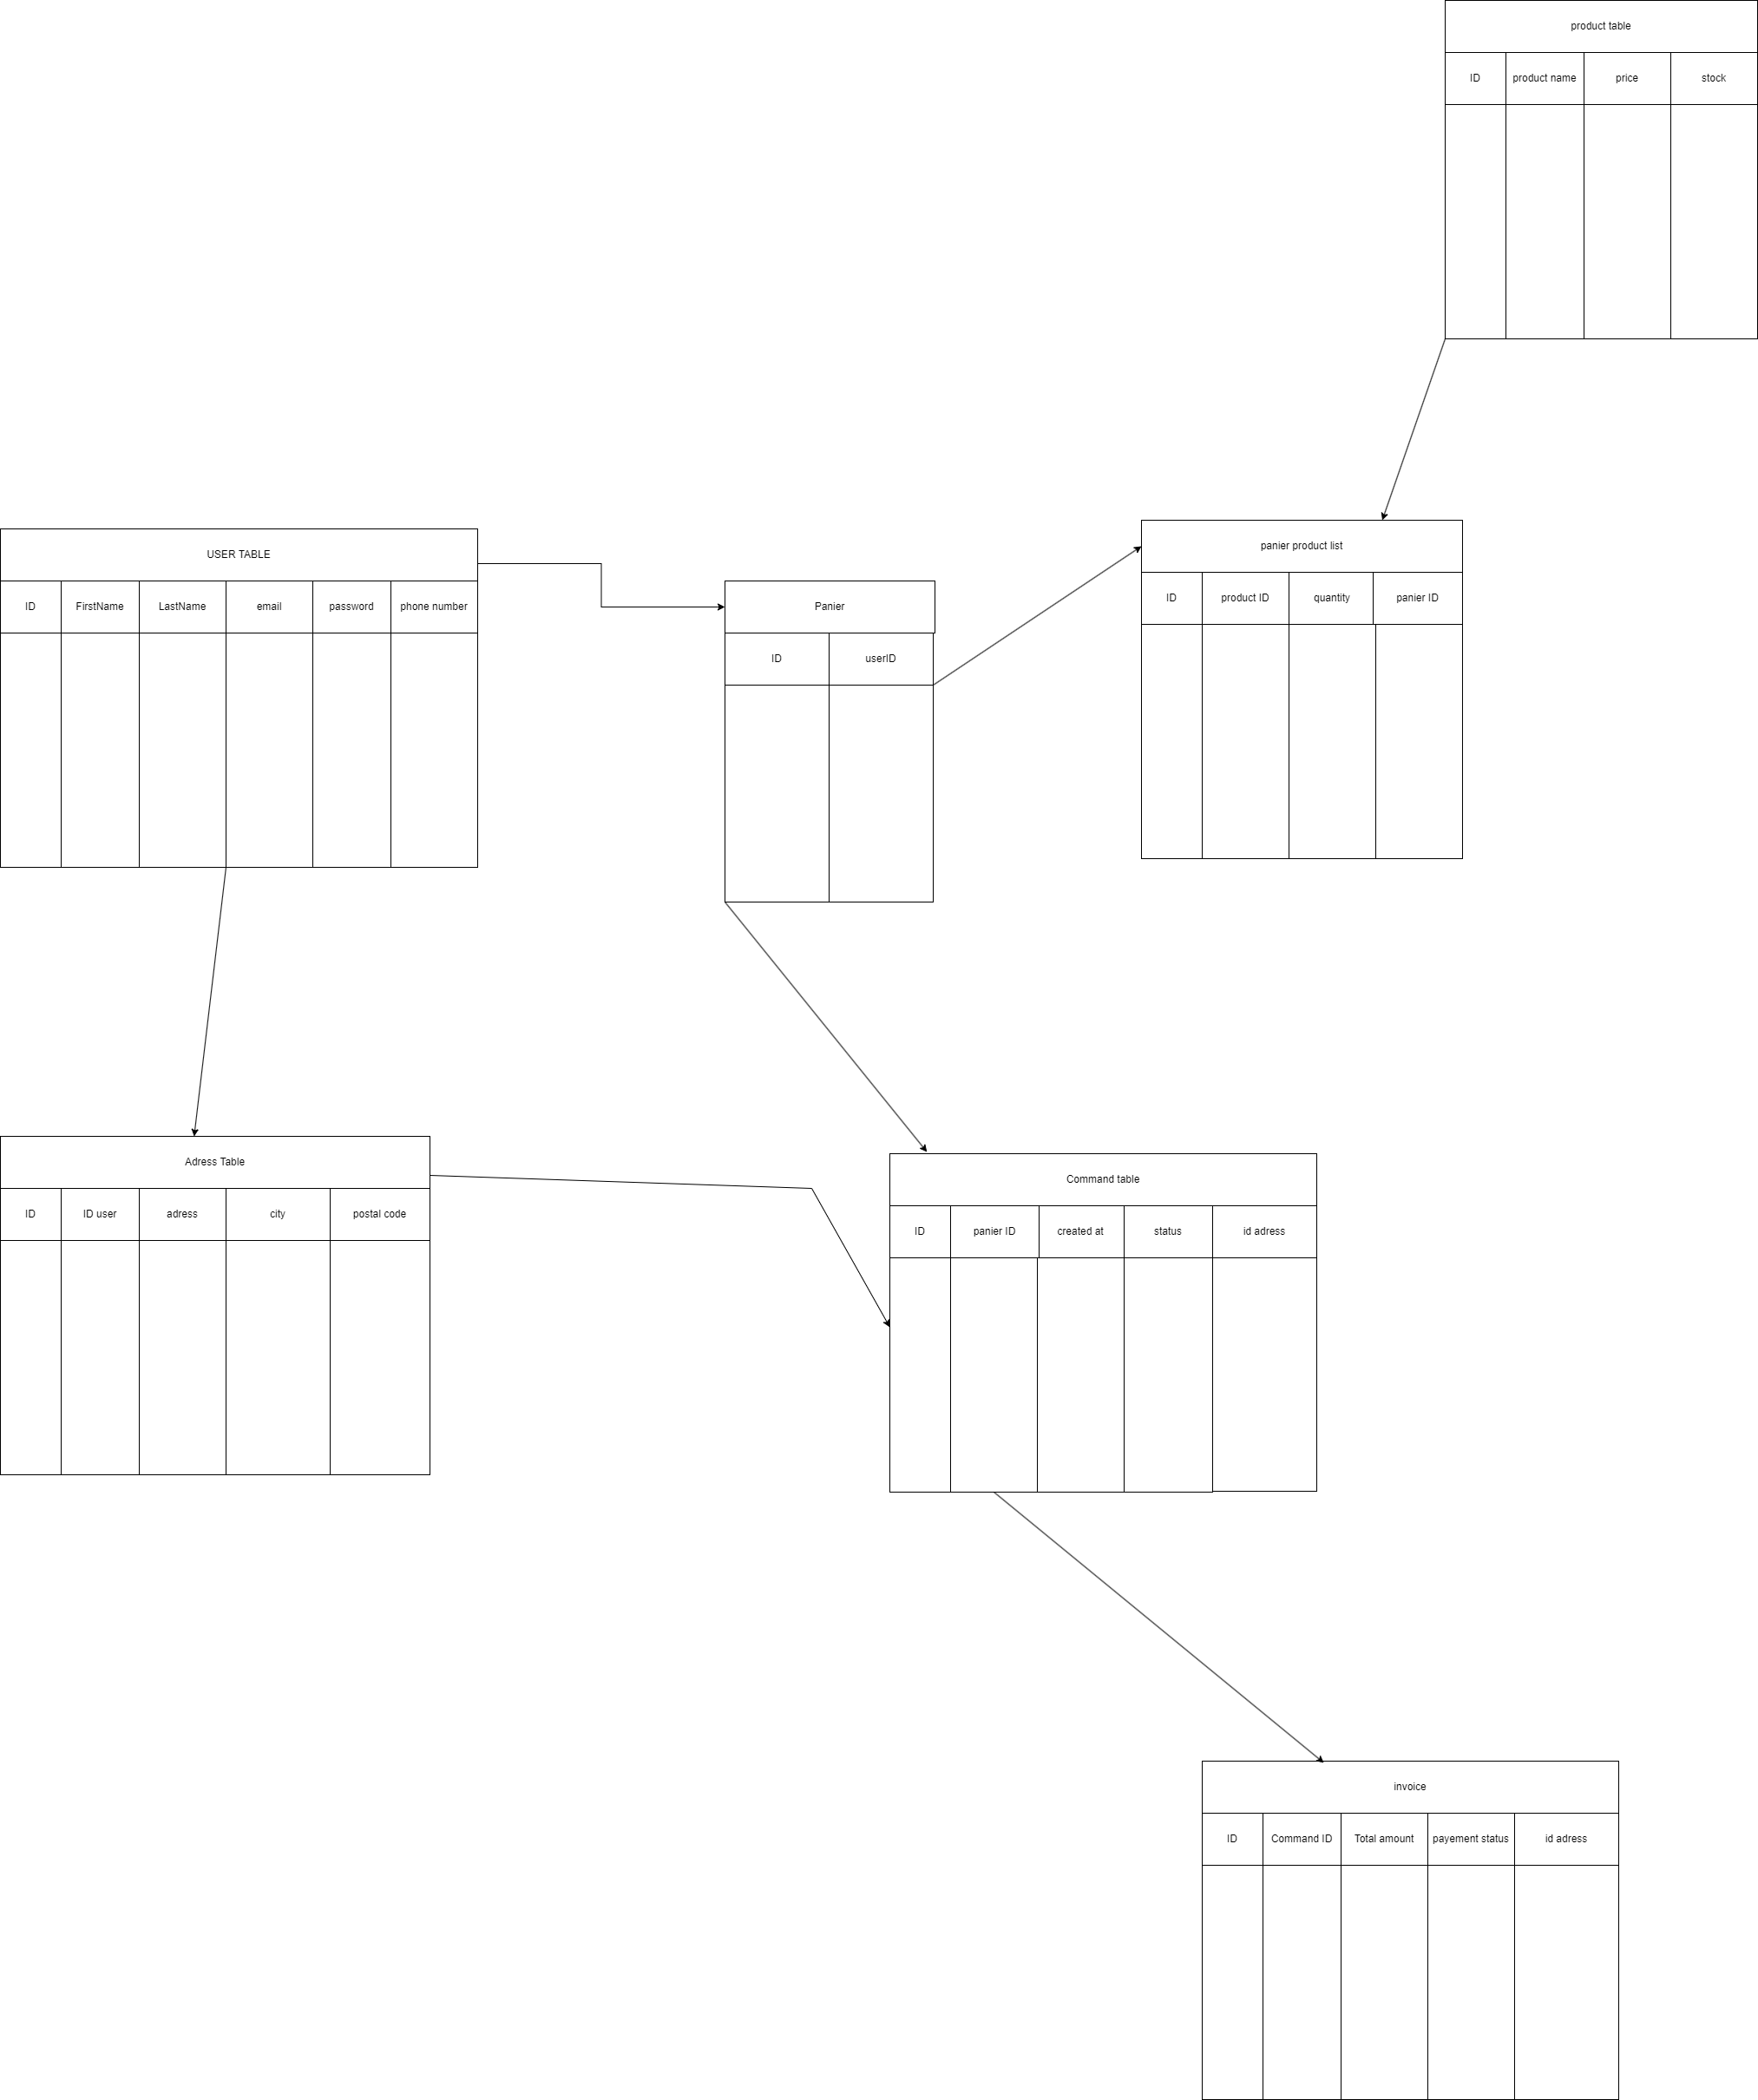 product table
ID
product name
price
stock
USER TABLE
ID
FirstName
LastName
email
password
phone number
Panier
ID
userID
panier product list
ID
product ID
quantity
panier ID
Adress Table
ID
ID user
adress
city
postal code
Command table
ID
panier ID
created at
status
id adress
invoice
ID
Command ID
Total amount
payement status
id adress